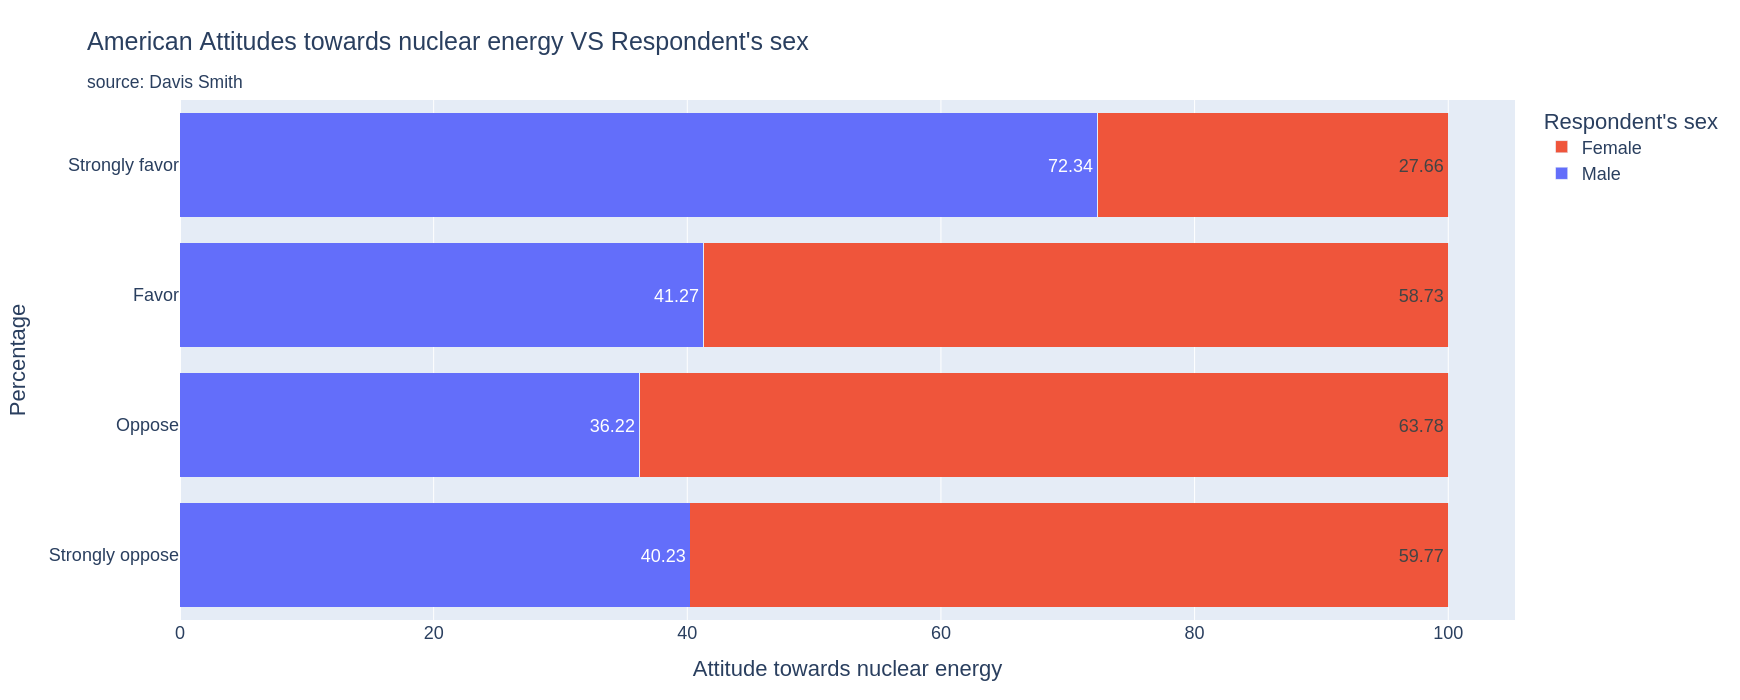 American Attitudes towards nuclear energy VS Respondent's sex
source: Davis Smith
Respondent's sex
Female
Male
Percentage
Strongly favor 72.34 27.66
Favor 41.27 58.73
Oppose 36.22 63.78
Strongly oppose 40.23 59.77
0 20 40 60 80 100
Attitude towards nuclear energy